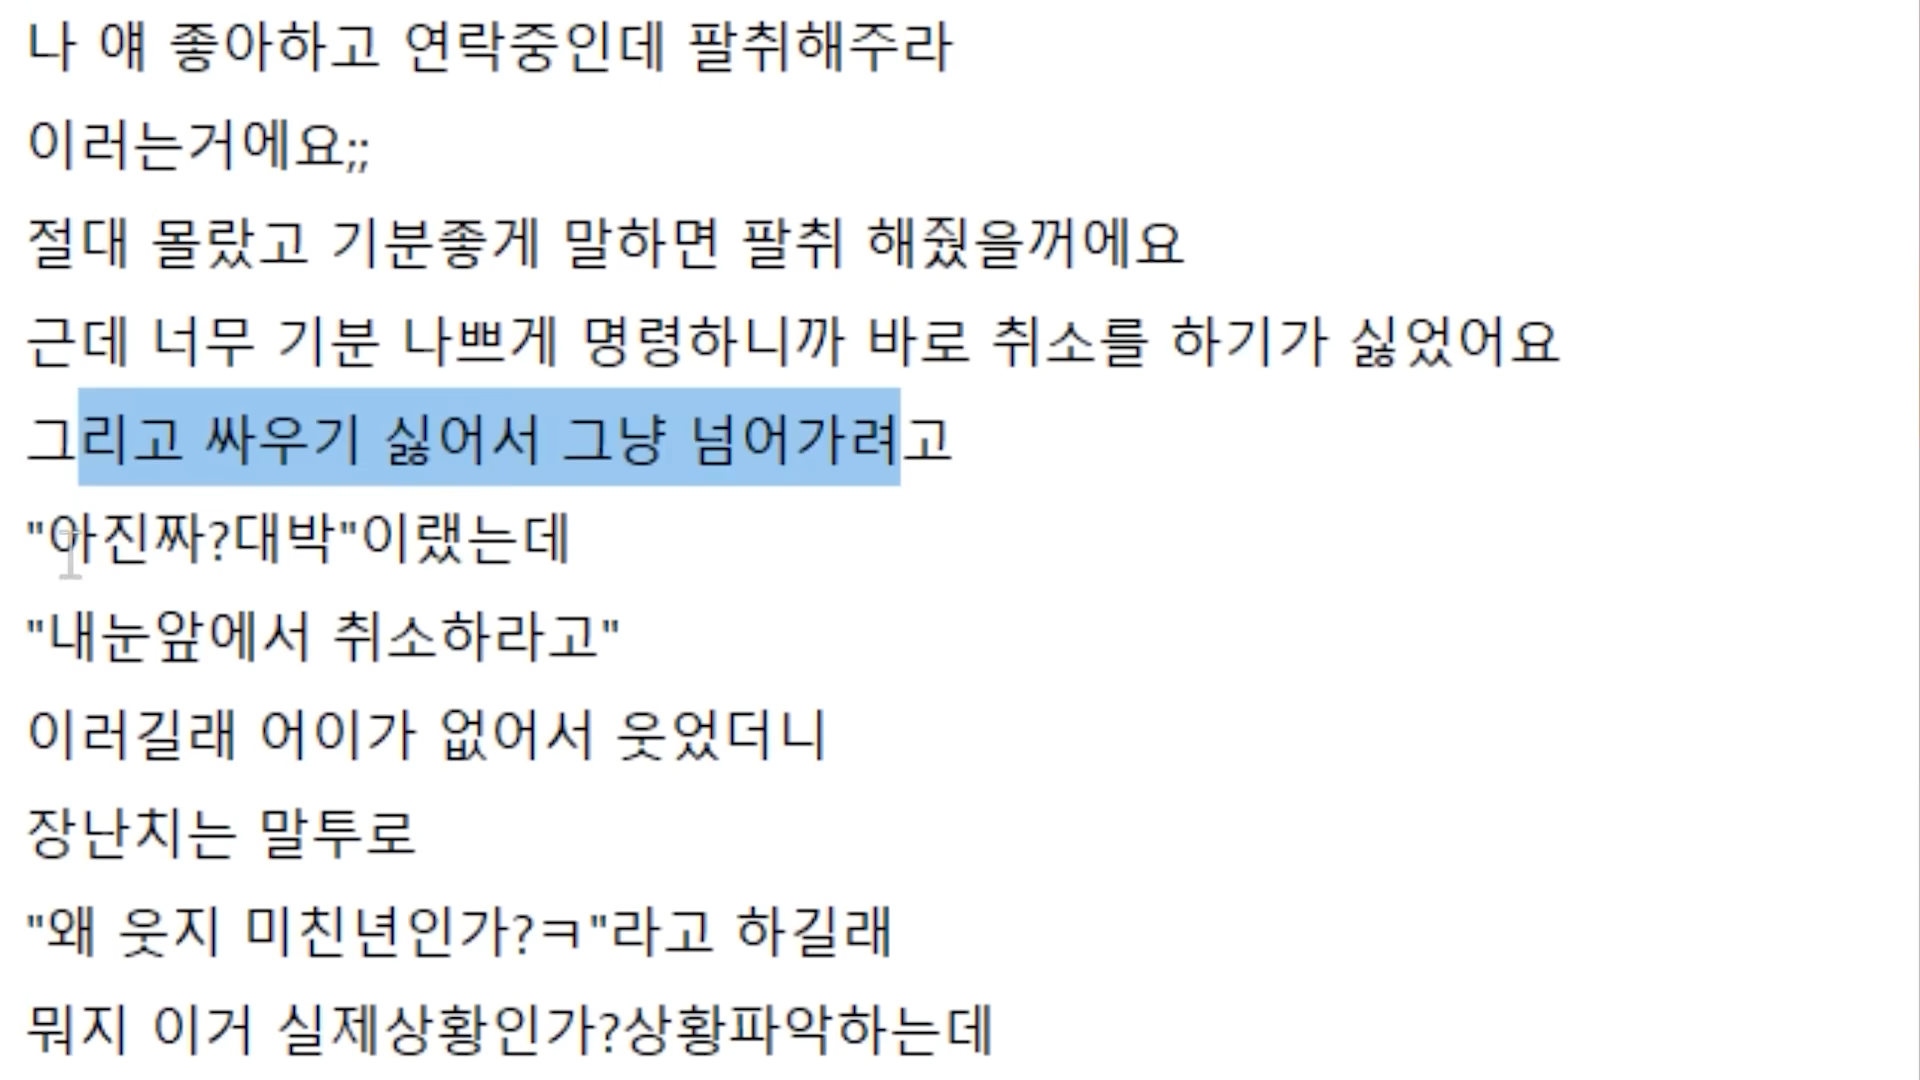 나 얘 좋아하고 연락중인데 팔취해주라
이러는거에요;;
절대 몰랐고 기분좋게 말하면 팔취 해줬을꺼에요
근데 너무 기분 나쁘게 명령하니까 바로 취소를 하기가 싫었어요
그리고 싸우기 싫어서 그냥 넘어가려고
"아진짜?대박"이랬는데
"내눈앞에서 취소하라고"
이러길래 어이가 없어서 웃었더니
장난치는 말투로
"왜 웃지 미친년인가?ㅋ"라고 하길래
뭐지 이거 실제상황인가?상황파악하는데